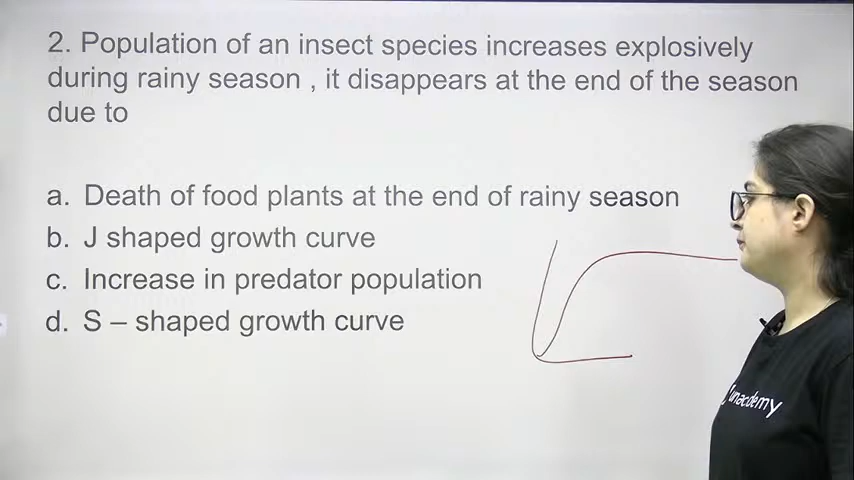 2. Population of an insect species increases explosively
during rainy season , it disappears at the end of the season
due to
a. Death of food plants at the end of rainy season
b. J shaped growth curve
c. Increase in predator population
d. S – shaped growth curve
unacdemy